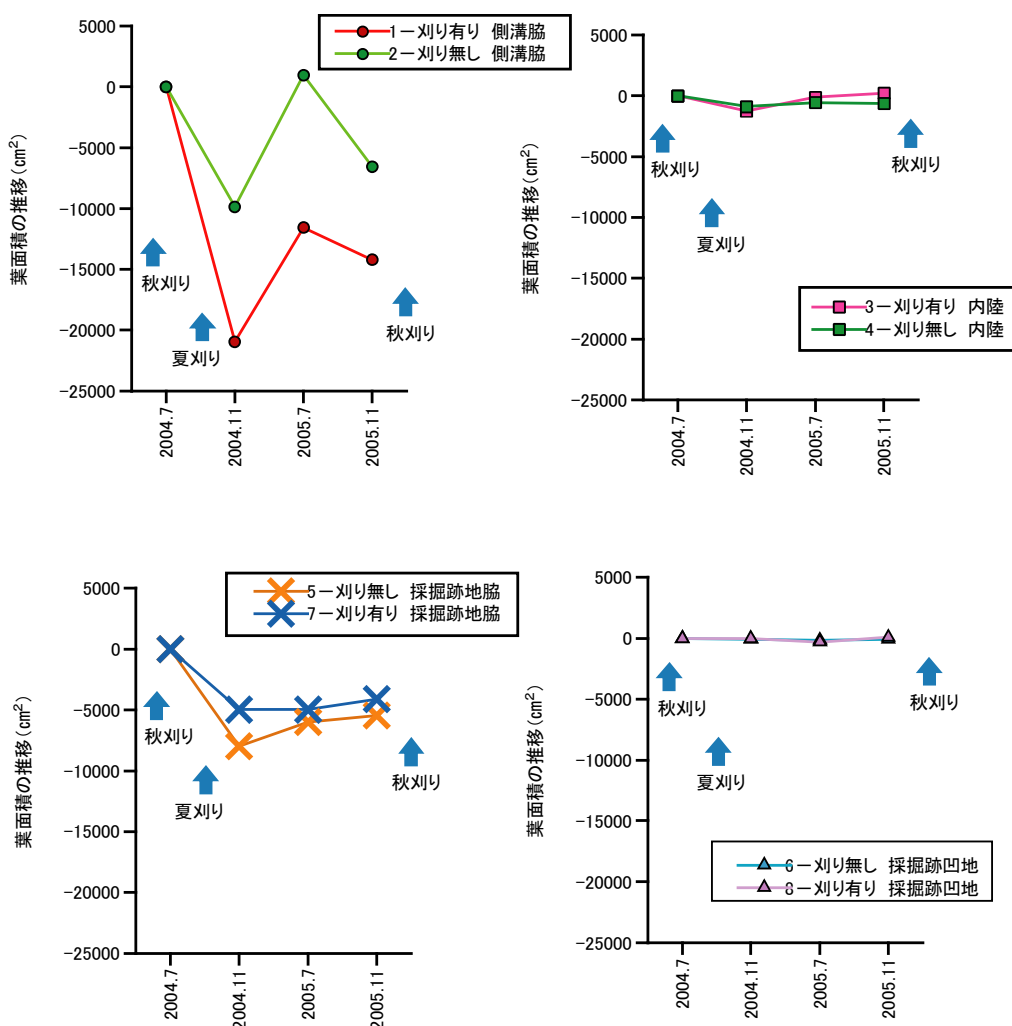 1－刈り有り 側溝脇
2－刈り無し 側溝脇
葉面積の推移(cm²)
5000
0
-5000
-10000
-15000
-20000
-25000
秋刈り
夏刈り
秋刈り
2004.7
2004.11
2005.7
2005.11
葉面積の推移(cm²)
5000
0
-5000
-10000
-15000
-20000
-25000
秋刈り
夏刈り
秋刈り
3－刈り有り 内陸
4－刈り無し 内陸
2004.7
2004.11
2005.7
2005.11
5－刈り無し 採掘跡地脇
7－刈り有り 採掘跡地脇
葉面積の推移(cm²)
5000
0
-5000
-10000
-15000
-20000
-25000
秋刈り
夏刈り
秋刈り
2004.7
2004.11
2005.7
2005.11
葉面積の推移(cm²)
5000
0
-5000
-10000
-15000
-20000
-25000
秋刈り
夏刈り
秋刈り
6－刈り無し 採掘跡凹地
8－刈り有り 採掘跡凹地
2004.7
2004.11
2005.7
2005.11